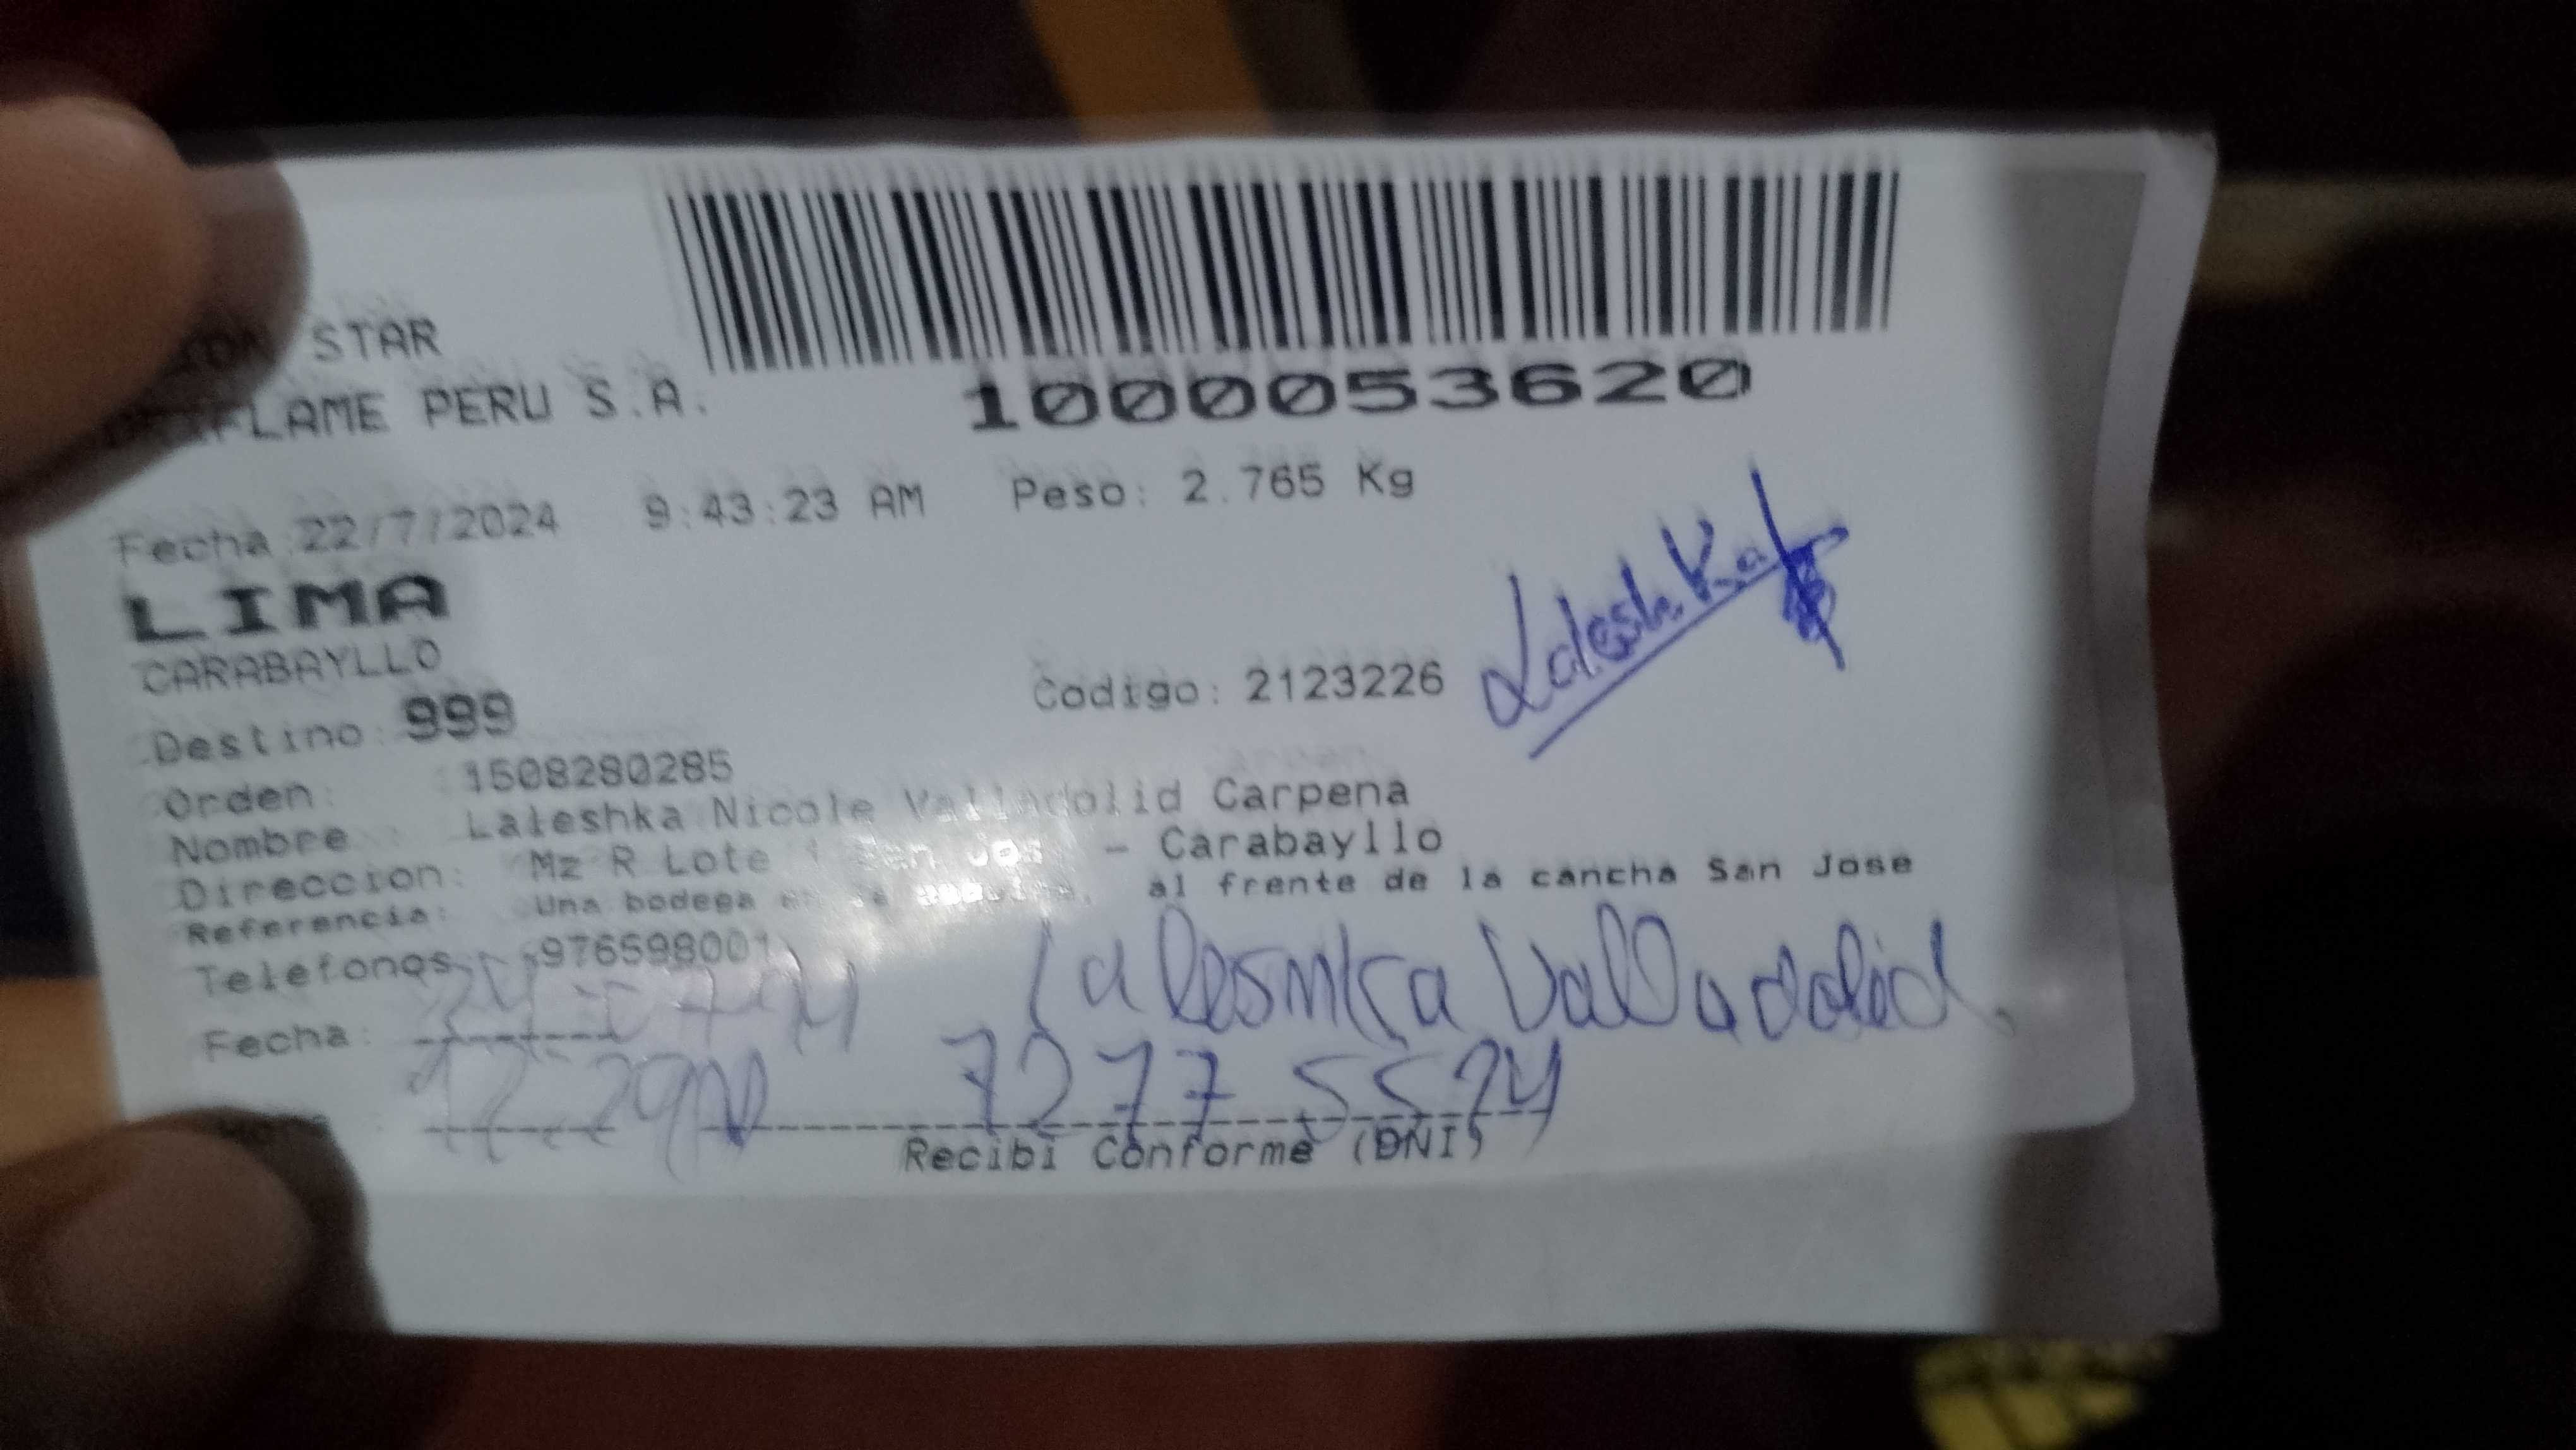 STAR
PERU S.A.
1000053620
Fecha:22/7/2024 9:43:23 AM Peso: 2.765 Kg
LIMA
CARABAYLLO
Destino: 999 Codigo: 2123226
Orden: 1508280285
Nombre : Laleshka Nicole Valladolid Carpena
Direccion: Mz R Lote - Carabayllo
Referencia: Una bodega al frente de la cancha San Jose
Telefonos: 976598001
Valladolid
Fecha:
Recibi Conforme (DNI)